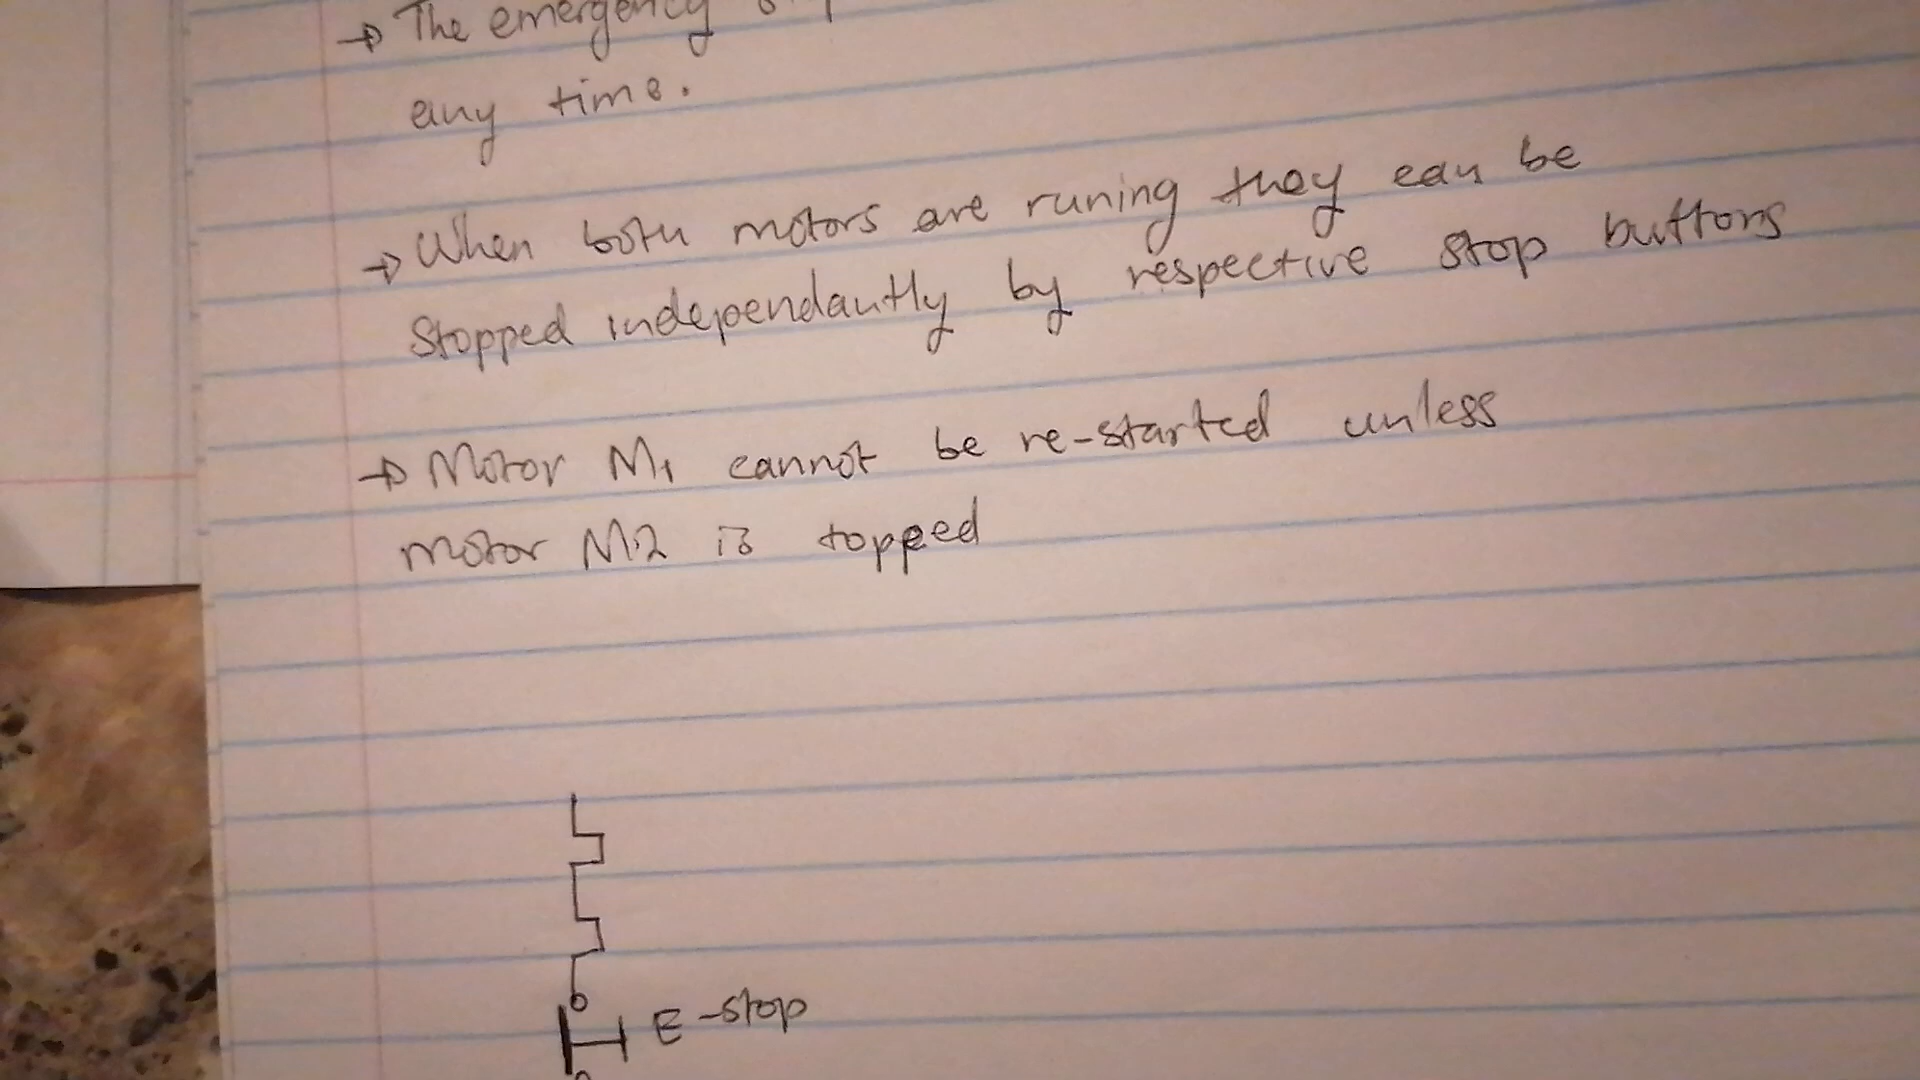 → The emergency
any time.
→ When both motors are runing they can be
Stopped independantly by respective stop buttons
→ Motor M1 cannot be re-started unless
motor M2 is topped
E-stop